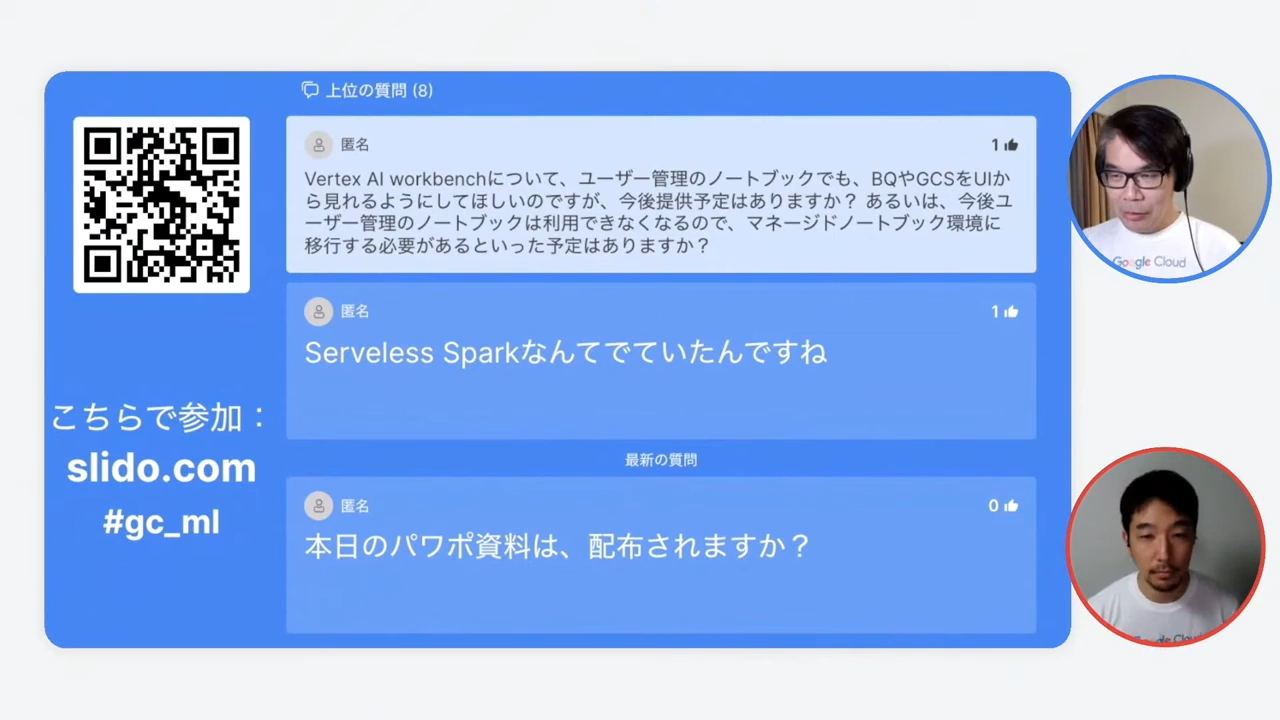 上位の質問 (8)
匿名
1
Vertex AI workbenchについて、ユーザー管理のノートブックでも、BQやGCSをUIか
ら見れるようにしてほしいのですが、今後提供予定はありますか？ あるいは、今後ユ
ーザー管理のノートブックは利用できなくなるので、マネージドノートブック環境に
移行する必要があるといった予定はありますか？
匿名
1
Serveless Sparkなんてでていたんですね
最新の質問
匿名
0
本日のパワポ資料は、配布されますか？
こちらで参加：
slido.com
#gc_ml
Google Cloud
Google Cloud